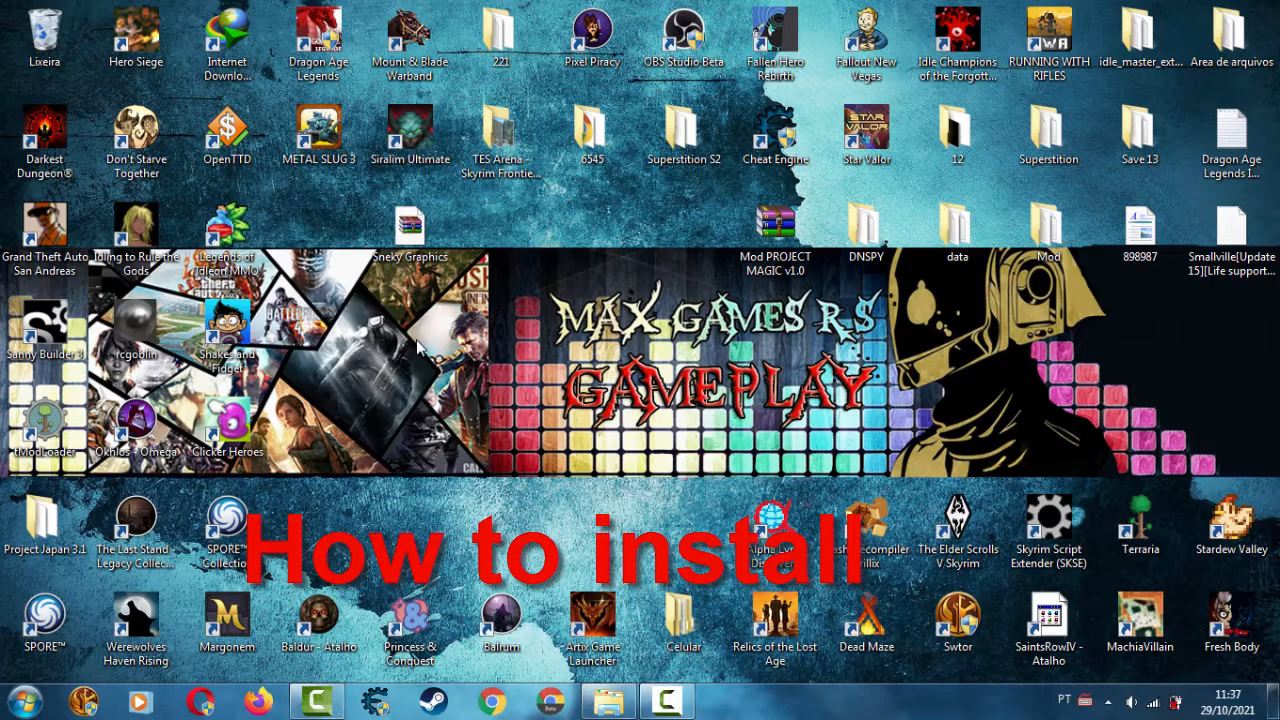 Lixeira
Hero Siege
Internet
Downlo...
Dragon Age
Legends
Mount & Blade
Warband
221
Pixel Piracy
OBS Studio Beta
Fallen Hero
Rebirth
Fallout New
Vegas
Idle Champions
of the Forgott...
RUNNING WITH
RIFLES
idle_master_ext...
Area de arquivos
Darkest
Dungeon®
Don't Starve
Together
OpenTTD
METAL SLUG 3
Siralim Ultimate
TES Arena -
Skyrim Frontie...
6545
Superstition S2
Cheat Engine
STAR
VALOR
Star Valor
12
Superstition
Save 13
Dragon Age
Legends I...
Grand Theft Auto
San Andreas
Idling to Rule the
Gods
Legends of
Idleon MMO
Sneky Graphics
Mod PROJECT
MAGIC v1.0
DNSPY
data
Mod
898987
Smallville[Update
15][Life support...
MAX GAMES R.S
GAMEPLAY
Sanny Builder 3
rcgoblin
Shakes and
Fidget
tModLoader
Okhlos - Omega
Clicker Heroes
Project Japan 3.1
The Last Stand -
Legacy Collec...
SPORE™
Collectio...
How to install
The Elder Scrolls
V Skyrim
Skyrim Script
Extender (SKSE)
Terraria
Stardew Valley
SPORE™
Werewolves
Haven Rising
Margonem
Baldur - Atalho
Princess &
Conquest
Balrum
Artix Game
Launcher
Celular
Relics of the Lost
Age
Dead Maze
Swtor
SaintsRowIV -
Atalho
MachiaVillain
Fresh Body
PT
11:37
29/10/2021